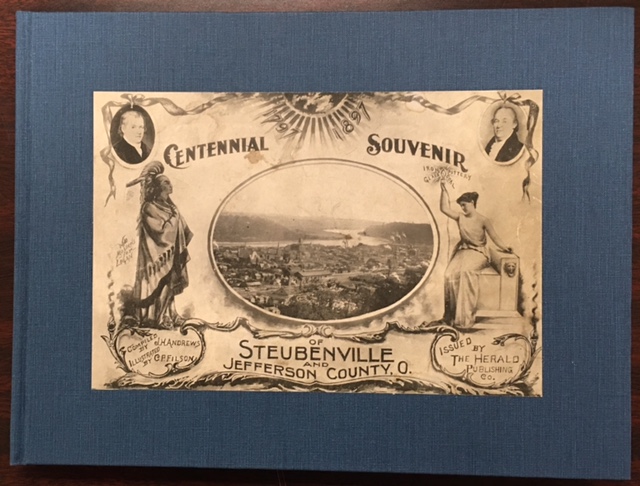 1797 1897
CENTENNIAL SOUVENIR
OF
STEUBENVILLE
AND
JEFFERSON COUNTY, O.
COMPILED
BY J.H. ANDREWS
ILLUSTRATED
BY C.P. FILSON
ISSUED
BY
THE HERALD
PUBLISHING
CO.